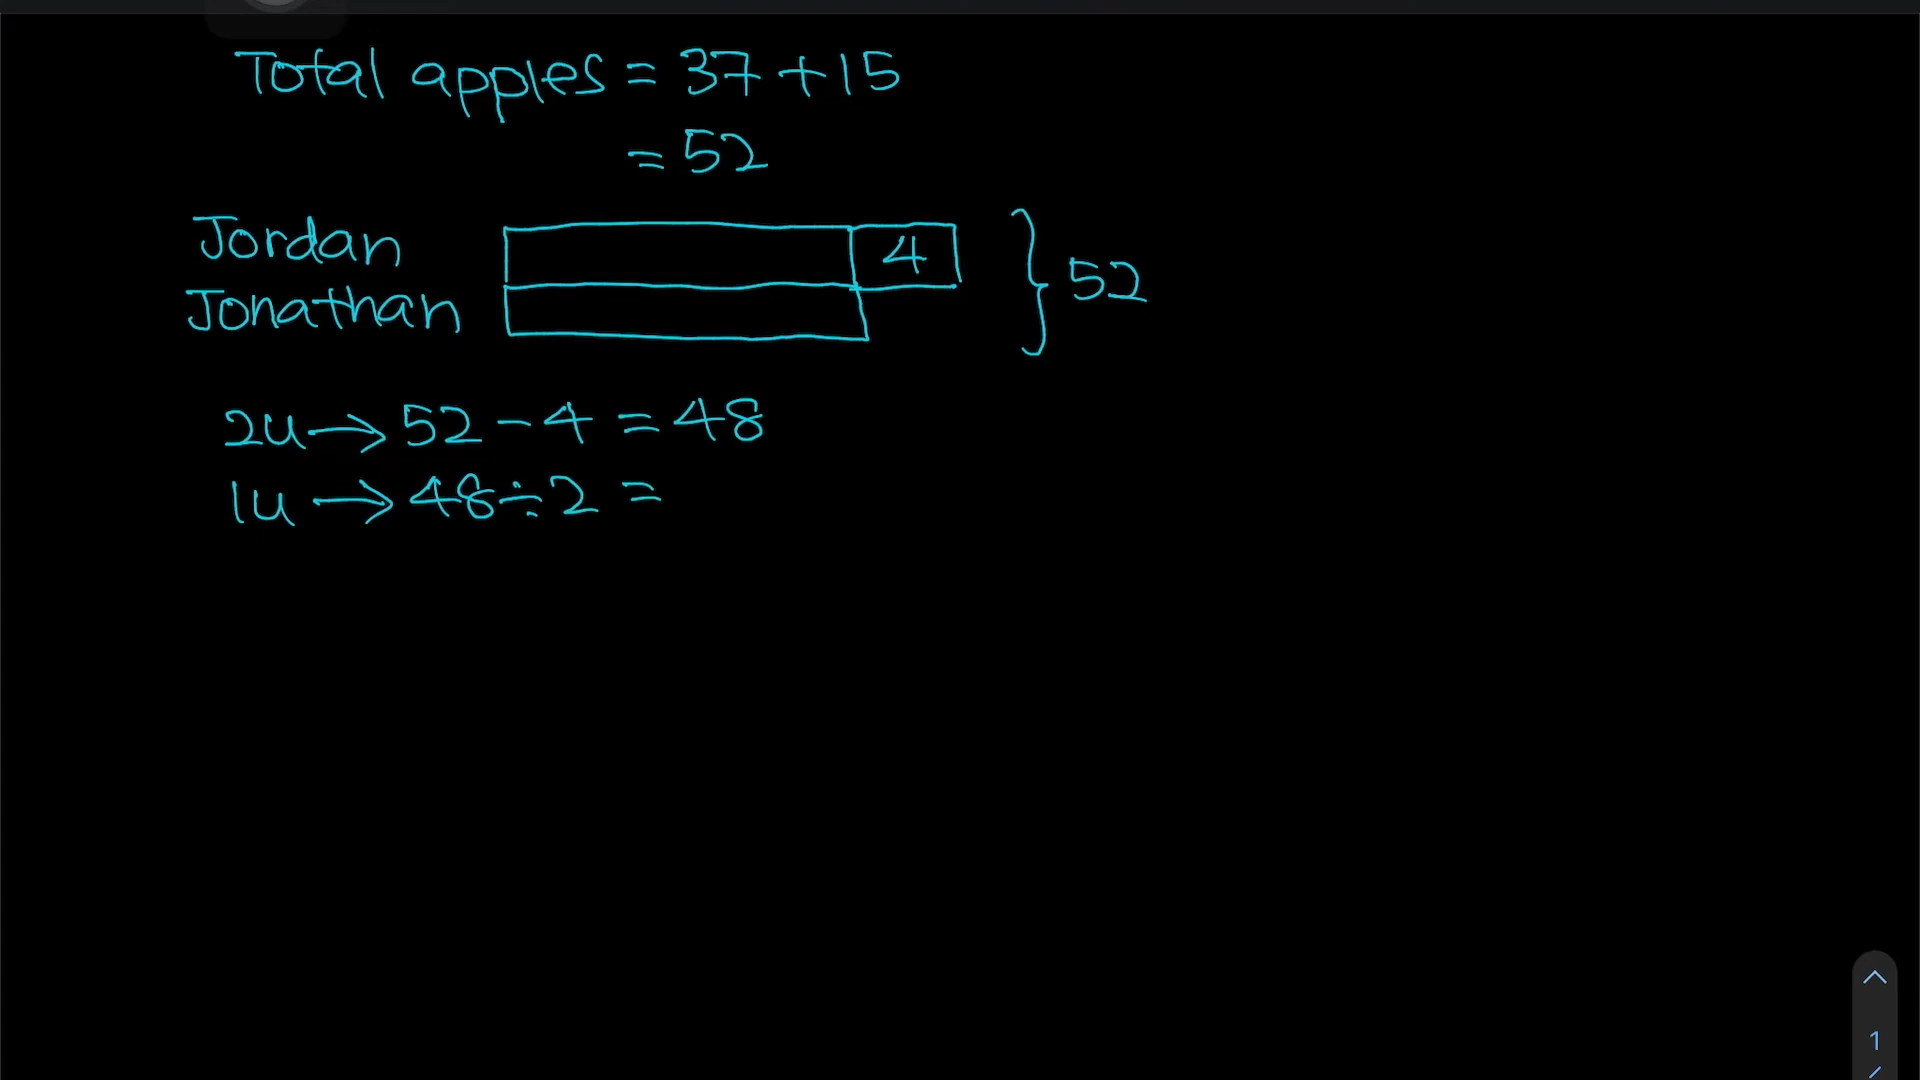 Total apples = 37 + 15
= 52
Jordan 4
Jonathan
52
2u → 52 - 4 = 48
1u → 48 ÷ 2 =
1